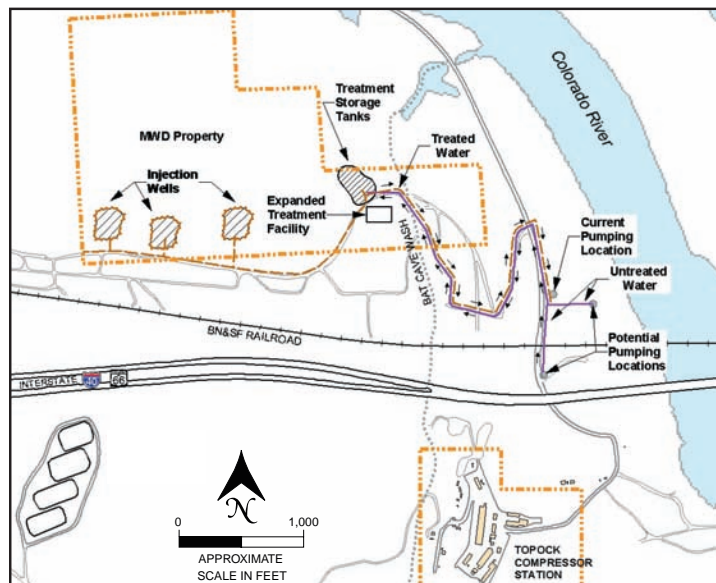 Colorado River
Treatment
Storage
Tanks
MWD Property
Treated
Water
Injection
Wells
Expanded
Treatment
Facility
BAT CAVE WASH
Current
Pumping
Location
Untreated
Water
BN&SF RAILROAD
Potential
Pumping
Locations
INTERSTATE 40 66
N
0 1,000
APPROXIMATE
SCALE IN FEET
TOPOCK
COMPRESSOR
STATION